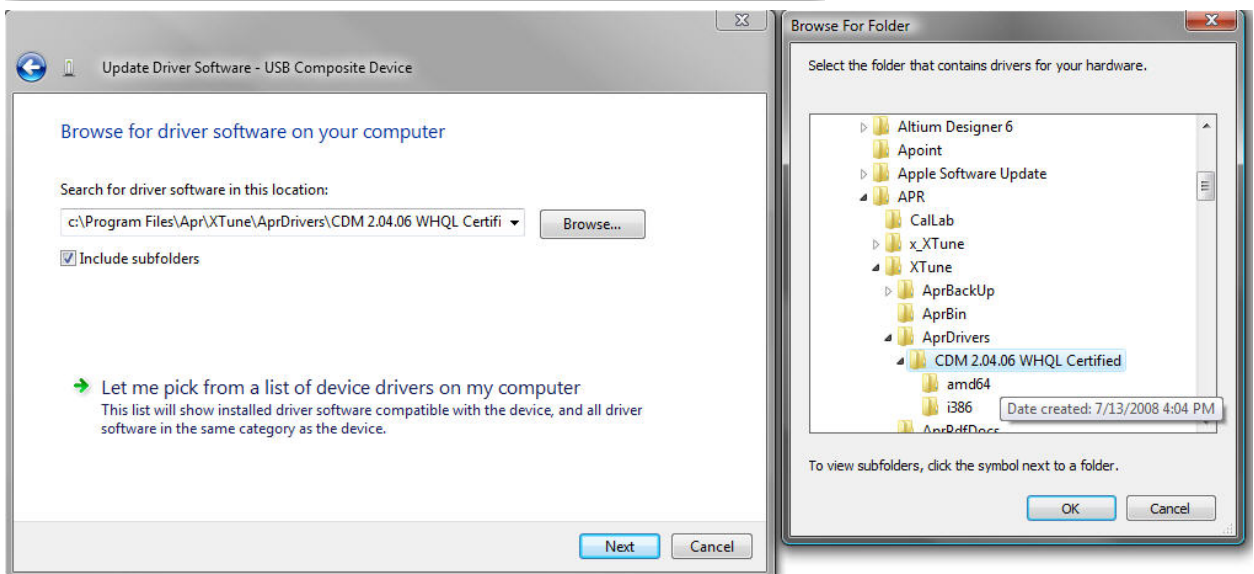 Update Driver Software - USB Composite Device
Browse for driver software on your computer
Search for driver software in this location:
c:\Program Files\Apr\XTune\AprDrivers\CDM 2.04.06 WHQL Certifi
Browse...
Include subfolders
Let me pick from a list of device drivers on my computer
This list will show installed driver software compatible with the device, and all driver
software in the same category as the device.
Next
Cancel
Browse For Folder
Select the folder that contains drivers for your hardware.
Altium Designer 6
Apoint
Apple Software Update
APR
CalLab
x_XTune
XTune
AprBackUp
AprBin
AprDrivers
CDM 2.04.06 WHQL Certified
amd64
i386
Date created: 7/13/2008 4:04 PM
AprPdfDocs
To view subfolders, click the symbol next to a folder.
OK
Cancel